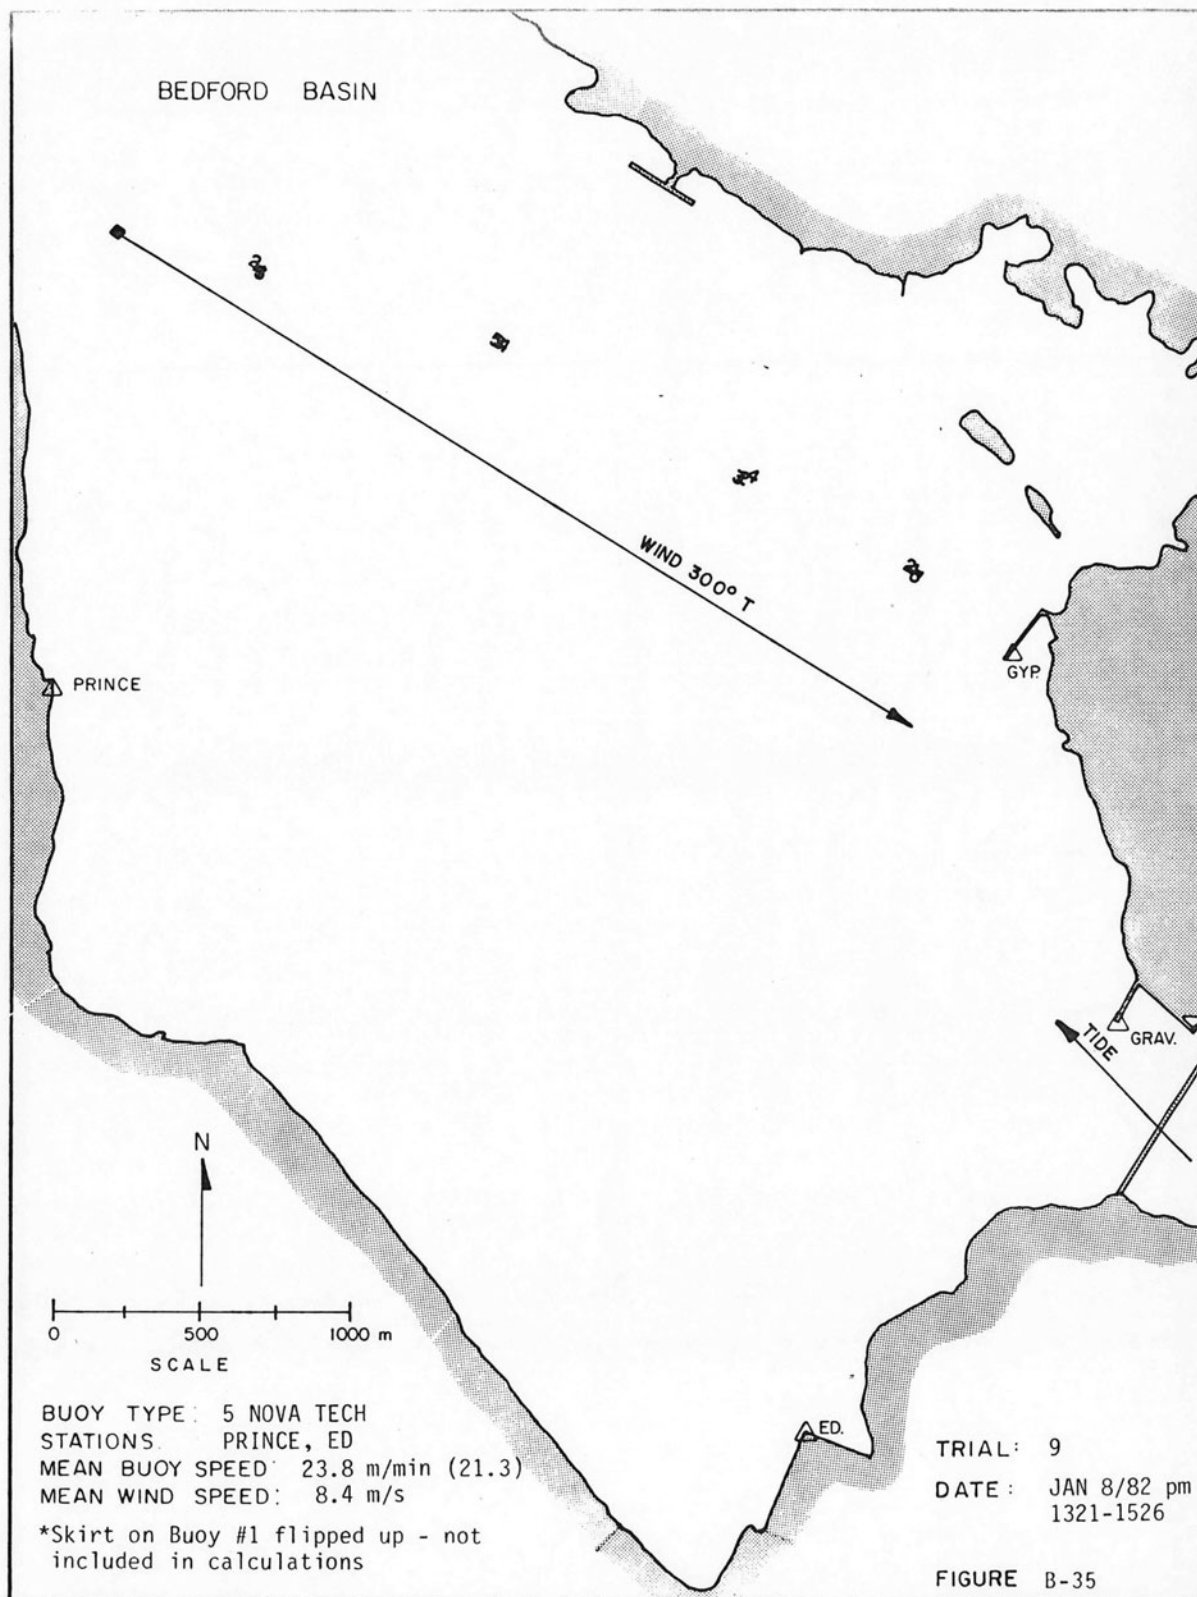 BEDFORD BASIN
WIND 300° T
PRINCE
GYP.
GRAV.
TIDE
N
0 500 1000 m
SCALE
BUOY TYPE: 5 NOVA TECH
STATIONS. PRINCE, ED
MEAN BUOY SPEED: 23.8 m/min (21.3)
MEAN WIND SPEED: 8.4 m/s
*Skirt on Buoy #1 flipped up - not
included in calculations
ED.
TRIAL: 9
DATE: JAN 8/82 pm
1321-1526
FIGURE B-35